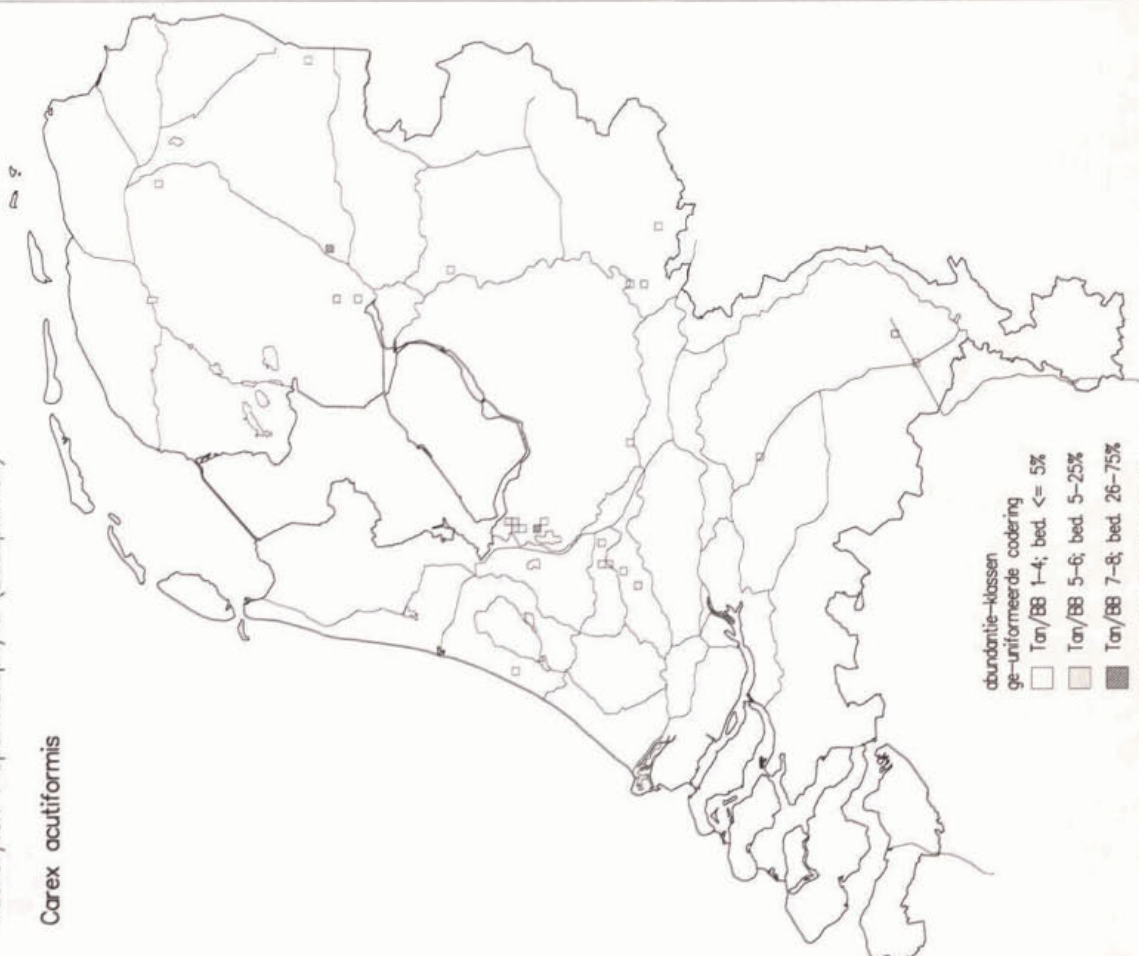 Carex acutiformis
abundantie-klassen
ge-uniformeerde codering
Tan/BB 1-4; bed. <= 5%
Tan/BB 5-6; bed. 5-25%
Tan/BB 7-8; bed. 26-75%